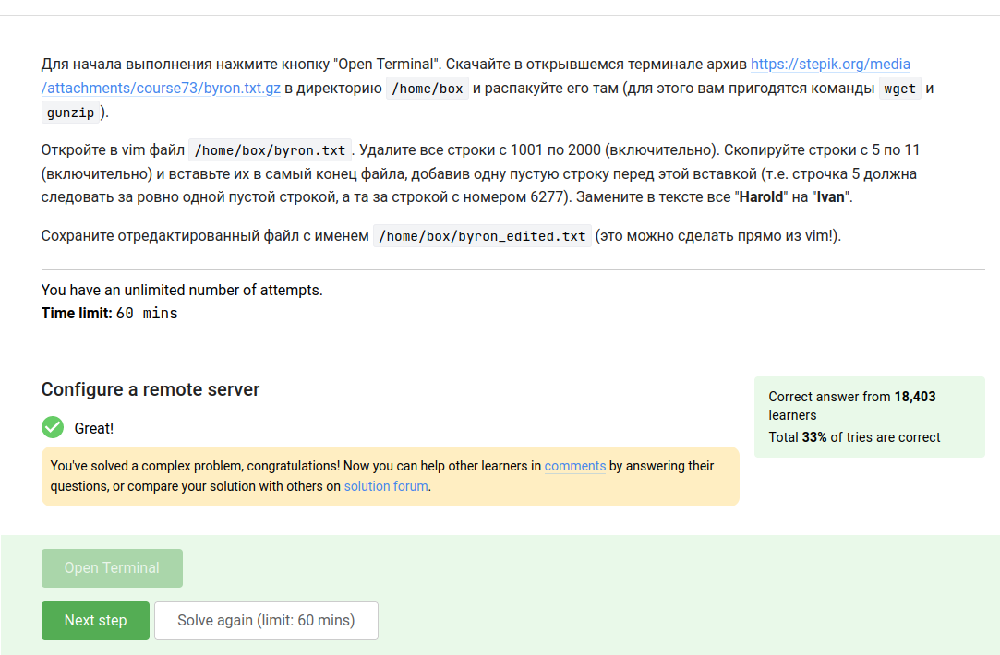 Для начала выполнения нажмите кнопку "Open Terminal". Скачайте в открывшемся терминале архив https://stepik.org/media
/attachments/course73/byron.txt.gz в директорию /home/box и распакуйте его там (для этого вам пригодятся команды wget и
gunzip ).
Откройте в vim файл /home/box/byron.txt . Удалите все строки с 1001 по 2000 (включительно). Скопируйте строки с 5 по 11
(включительно) и вставьте их в самый конец файла, добавив одну пустую строку перед этой вставкой (т.е. строчка 5 должна
следовать за ровно одной пустой строкой, а та за строкой с номером 6277). Замените в тексте все "Harold" на "Ivan".
Сохраните отредактированный файл с именем /home/box/byron_edited.txt (это можно сделать прямо из vim!).
You have an unlimited number of attempts.
Time limit: 60 mins
Configure a remote server
Great!
You've solved a complex problem, congratulations! Now you can help other learners in comments by answering their
questions, or compare your solution with others on solution forum.
Correct answer from 18,403
learners
Total 33% of tries are correct
Open Terminal
Next step
Solve again (limit: 60 mins)